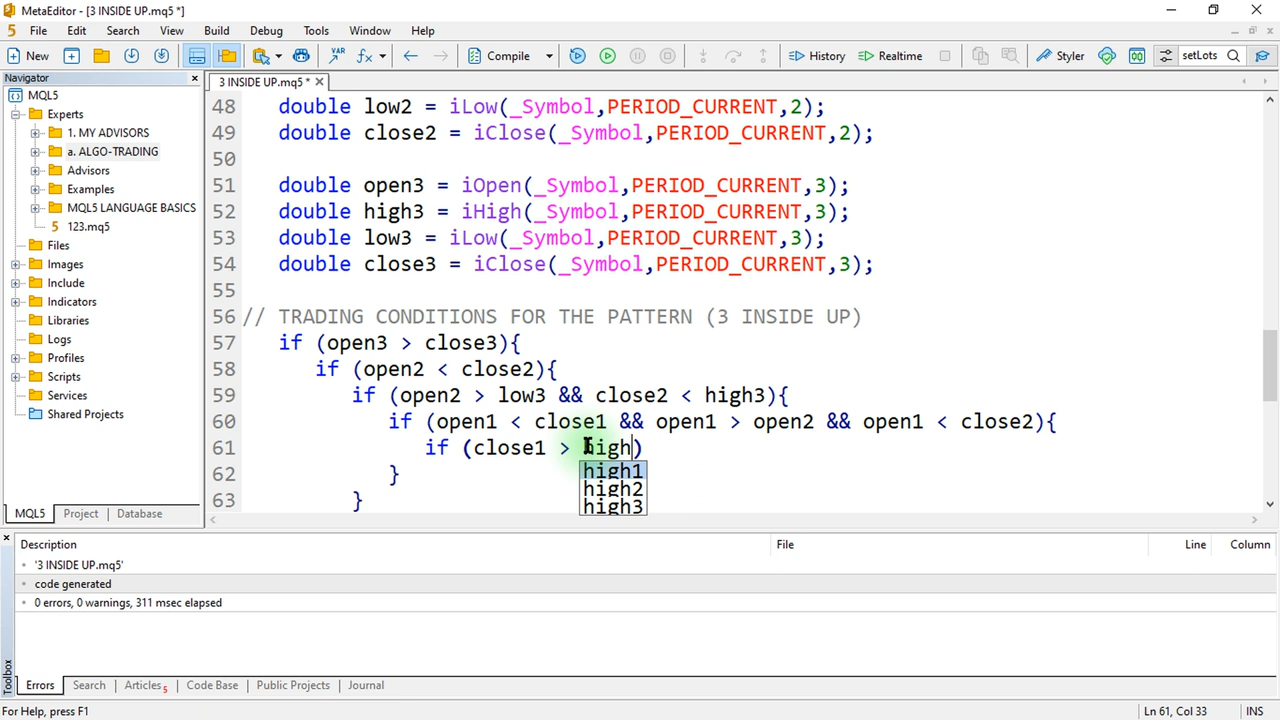 MetaEditor - [3 INSIDE UP.mq5 *]
5 File Edit Search View Build Debug Tools Window Help
New VAR fx Compile History Realtime Styler setLots
Navigator
MQL5
Experts
1. MY ADVISORS
a. ALGO-TRADING
Advisors
Examples
MQL5 LANGUAGE BASICS
5 123.mq5
Files
Images
Include
Indicators
Libraries
Logs
Profiles
Scripts
Services
Shared Projects
MQL5 Project Database
3 INSIDE UP.mq5 *
48 double low2 = iLow(_Symbol,PERIOD_CURRENT,2);
49 double close2 = iClose(_Symbol,PERIOD_CURRENT,2);
50
51 double open3 = iOpen(_Symbol,PERIOD_CURRENT,3);
52 double high3 = iHigh(_Symbol,PERIOD_CURRENT,3);
53 double low3 = iLow(_Symbol,PERIOD_CURRENT,3);
54 double close3 = iClose(_Symbol,PERIOD_CURRENT,3);
55
56 // TRADING CONDITIONS FOR THE PATTERN (3 INSIDE UP)
57 if (open3 > close3){
58 if (open2 < close2){
59 if (open2 > low3 && close2 < high3){
60 if (open1 < close1 && open1 > open2 && open1 < close2){
61 if (close1 > high)
62 }
63 }
high1
high2
high3
Description File Line Column
'3 INSIDE UP.mq5'
code generated
0 errors, 0 warnings, 311 msec elapsed
Toolbox
Errors Search Articles 5 Code Base Public Projects Journal
For Help, press F1 Ln 61, Col 33 INS